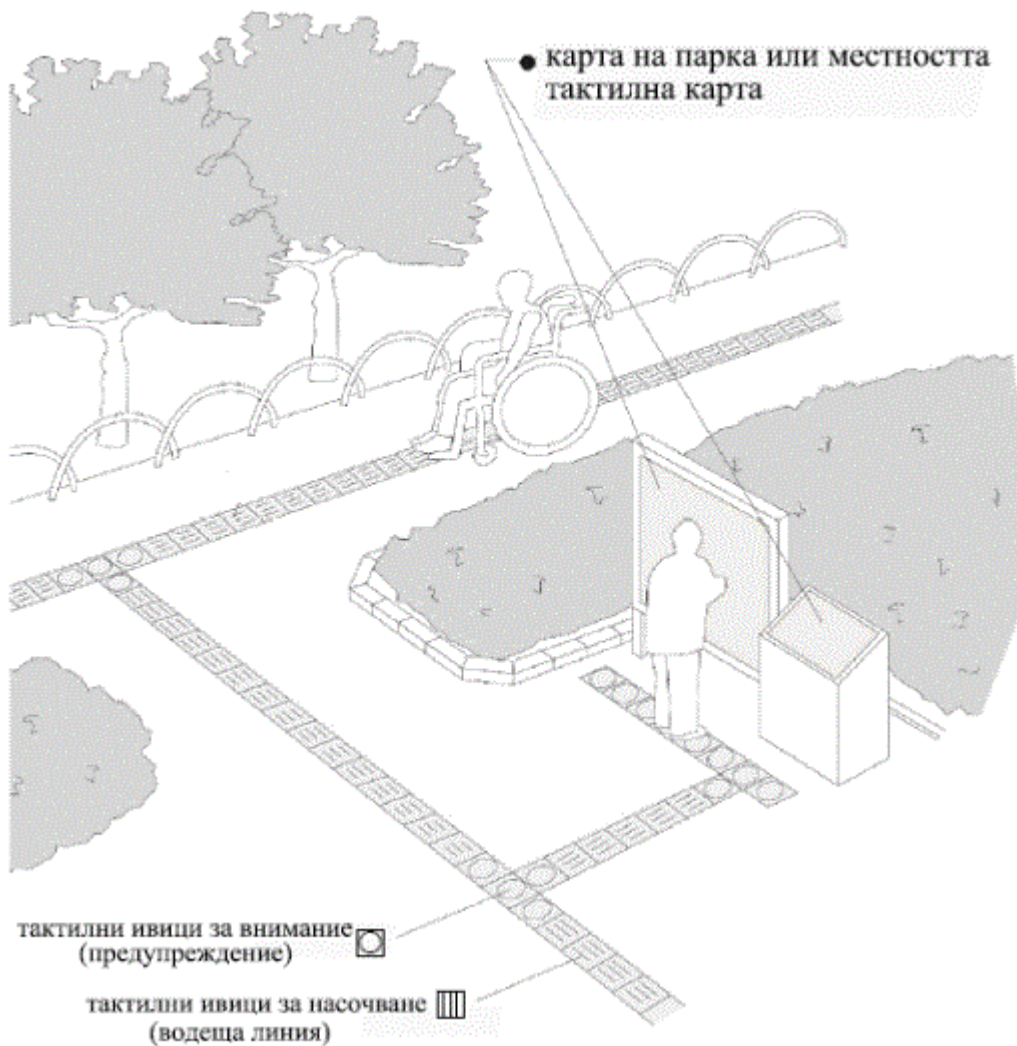 карта на парка или местността
тактилна карта
тактилни ивици за внимание
(предупреждение)
тактилни ивици за насочване
(водеща линия)